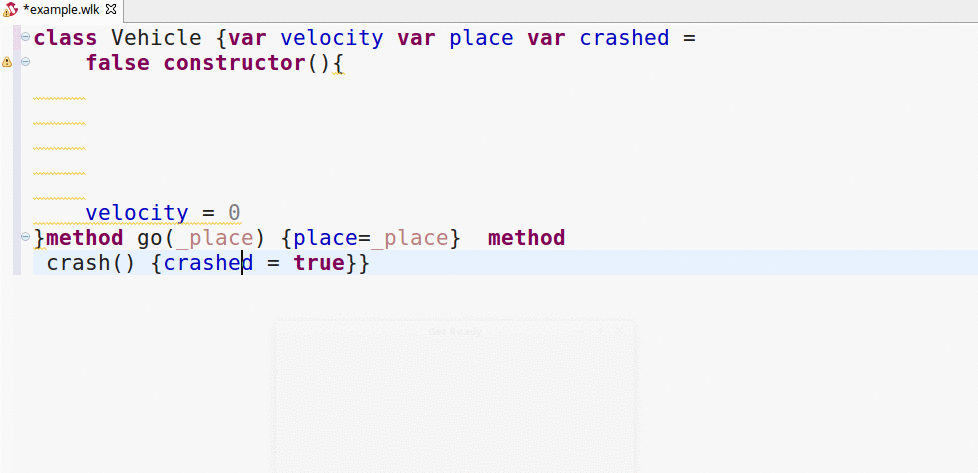 *example.wlk
class Vehicle {var velocity var place var crashed =
false constructor(){
velocity = 0
}method go(_place) {place=_place}  method
crash() {crashed = true}}
Get Ready